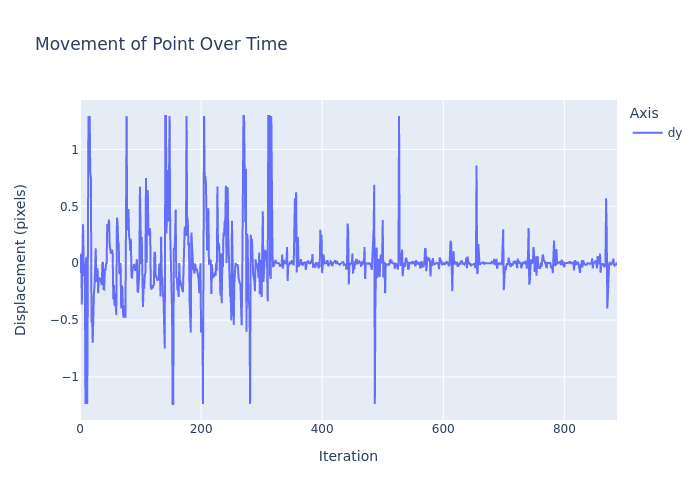 Movement of Point Over Time
Axis
dy
Displacement (pixels)
1
0.5
0
−0.5
−1
0 200 400 600 800
Iteration